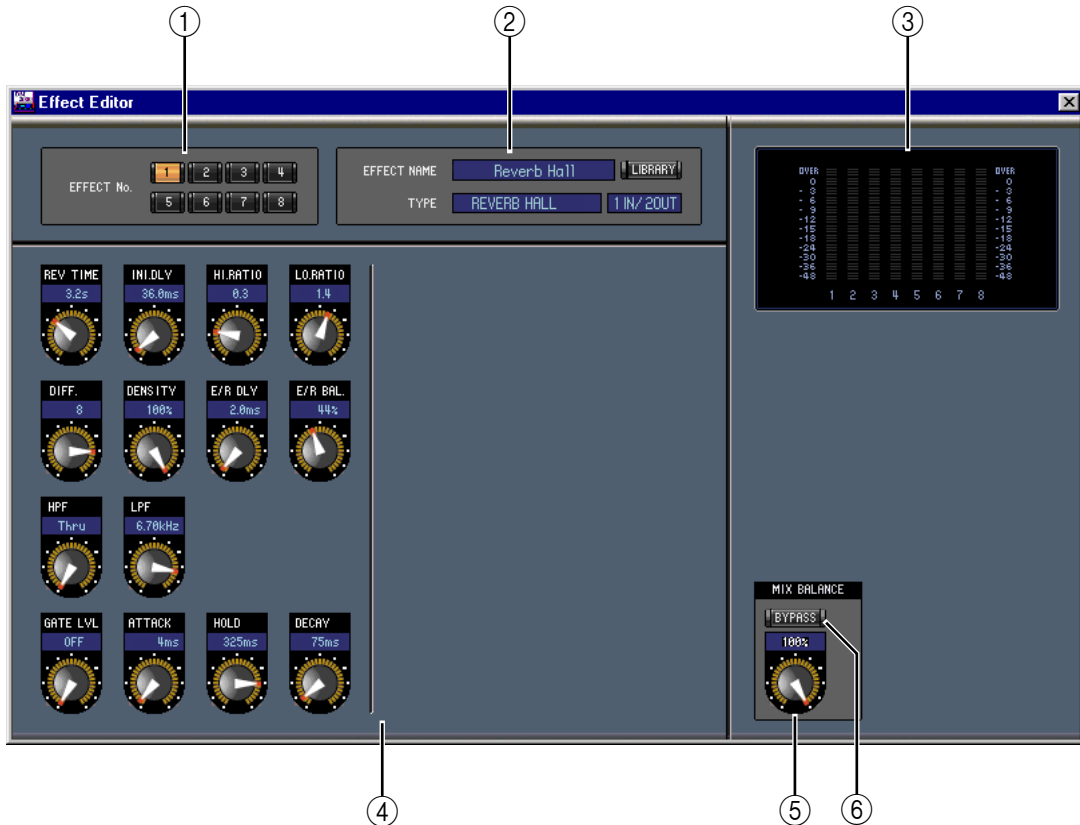 ① ② ③
Effect Editor
EFFECT No. 1 2 3 4
5 6 7 8
EFFECT NAME Reverb Hall LIBRARY
TYPE REVERB HALL 1 IN/ 2OUT
OVER OVER
0 0
- 3 - 3
- 6 - 6
- 9 - 9
-12 -12
-15 -15
-18 -18
-24 -24
-30 -30
-36 -36
-48 -48
1 2 3 4 5 6 7 8
REV TIME INI.DLY HI.RATIO LO.RATIO
3.2s 36.0ms 0.3 1.4
DIFF. DENSITY E/R DLY E/R BAL.
8 100% 2.0ms 44%
HPF LPF
Thru 6.70kHz
GATE LVL ATTACK HOLD DECAY
OFF 4ms 325ms 75ms
MIX BALANCE
BYPASS
100%
④ ⑤ ⑥